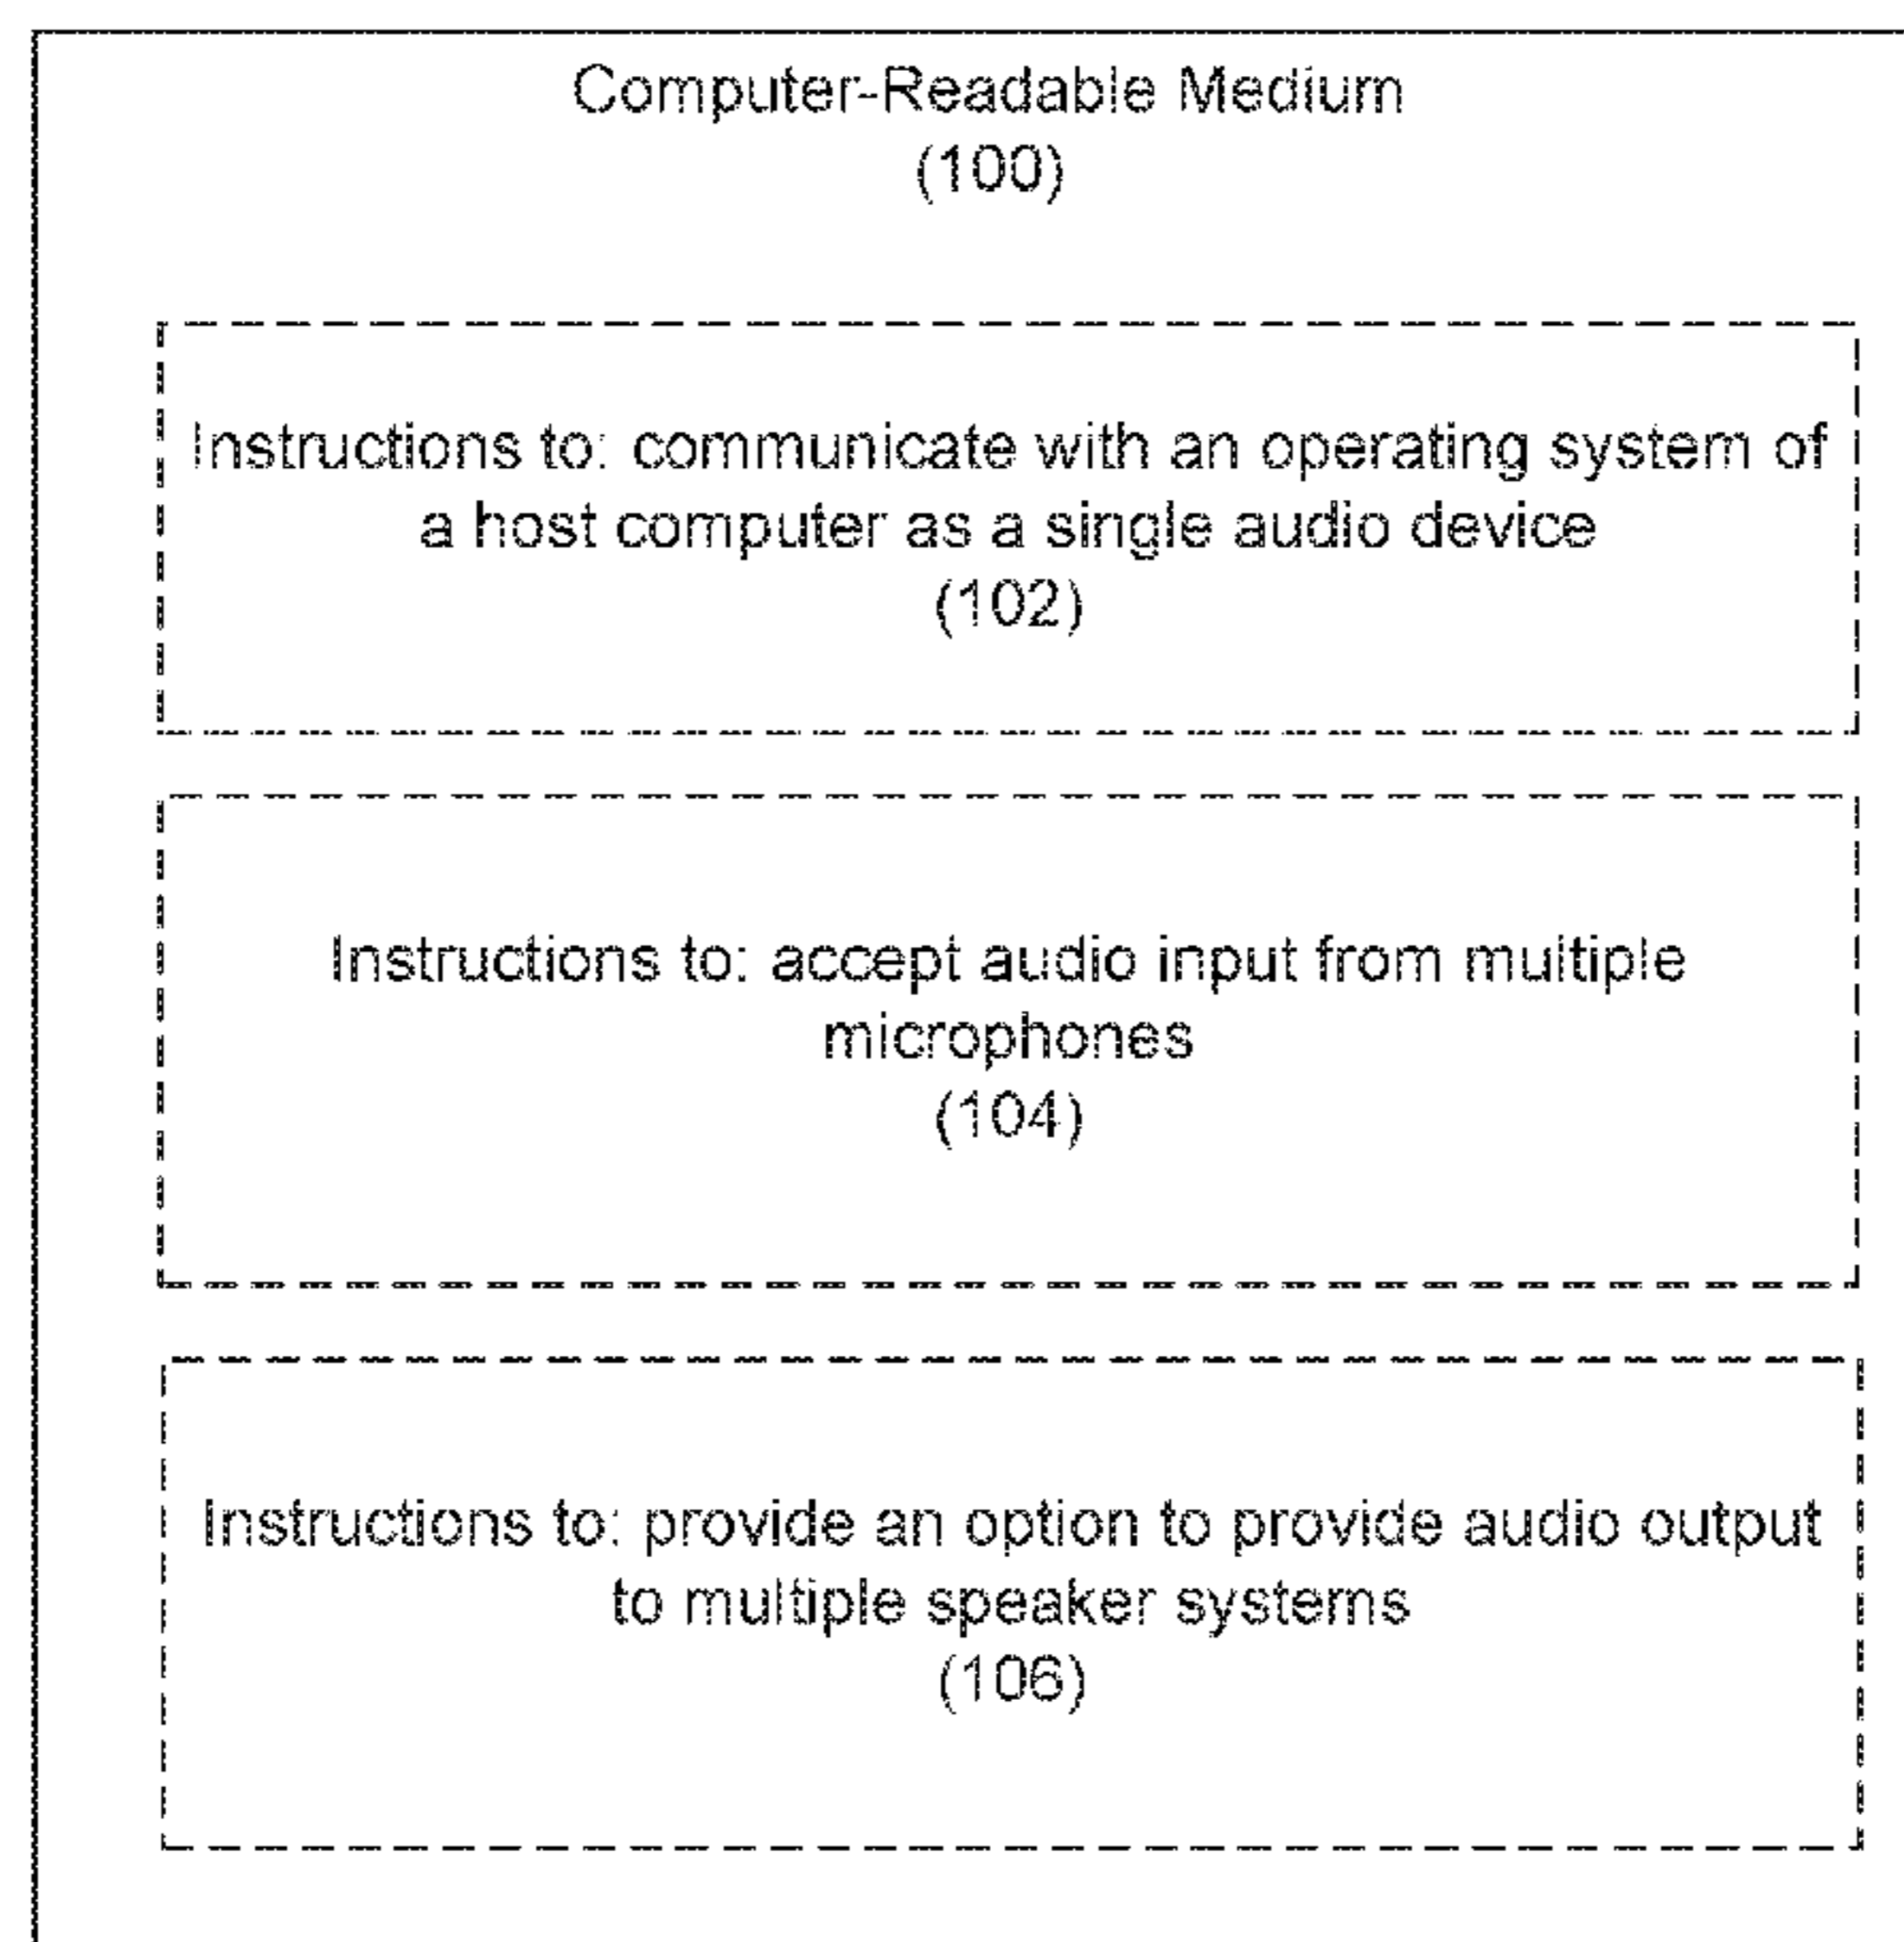 Computer-Readable Medium
(100)
Instructions to: communicate with an operating system of
a host computer as a single audio device
(102)
Instructions to: accept audio input from multiple
microphones
(104)
Instructions to: provide an option to provide audio output
to multiple speaker systems
(106)